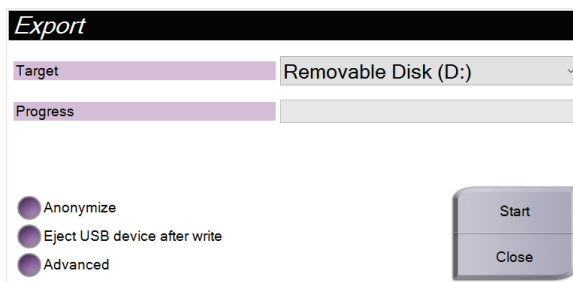 Export
Target
Removable Disk (D:)
Progress
Anonymize
Start
Eject USB device after write
Close
Advanced